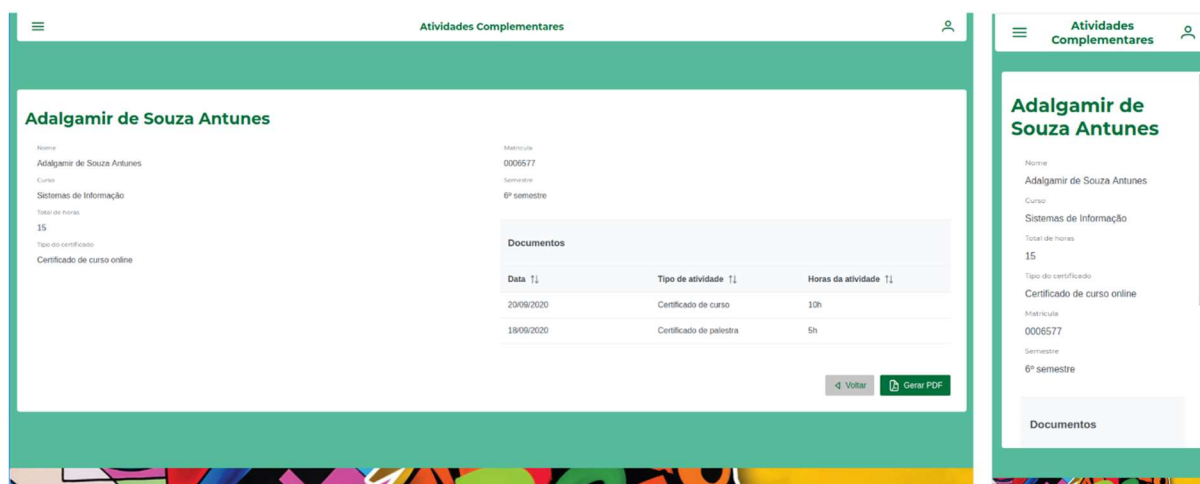 Atividades Complementares
Adalgamir de Souza Antunes
Nome
Adalgamir de Souza Antunes
Curso
Sistemas de Informação
Total de horas
15
Tipo do certificado
Certificado de curso online
Matrícula
0006577
Semestre
6º semestre
Documentos
Data Tipo de atividade Horas da atividade
20/09/2020 Certificado de curso 10h
18/09/2020 Certificado de palestra 5h
Voltar Gerar PDF
Atividades
Complementares
Adalgamir de
Souza Antunes
Nome
Adalgamir de Souza Antunes
Curso
Sistemas de Informação
Total de horas
15
Tipo do certificado
Certificado de curso online
Matrícula
0006577
Semestre
6º semestre
Documentos